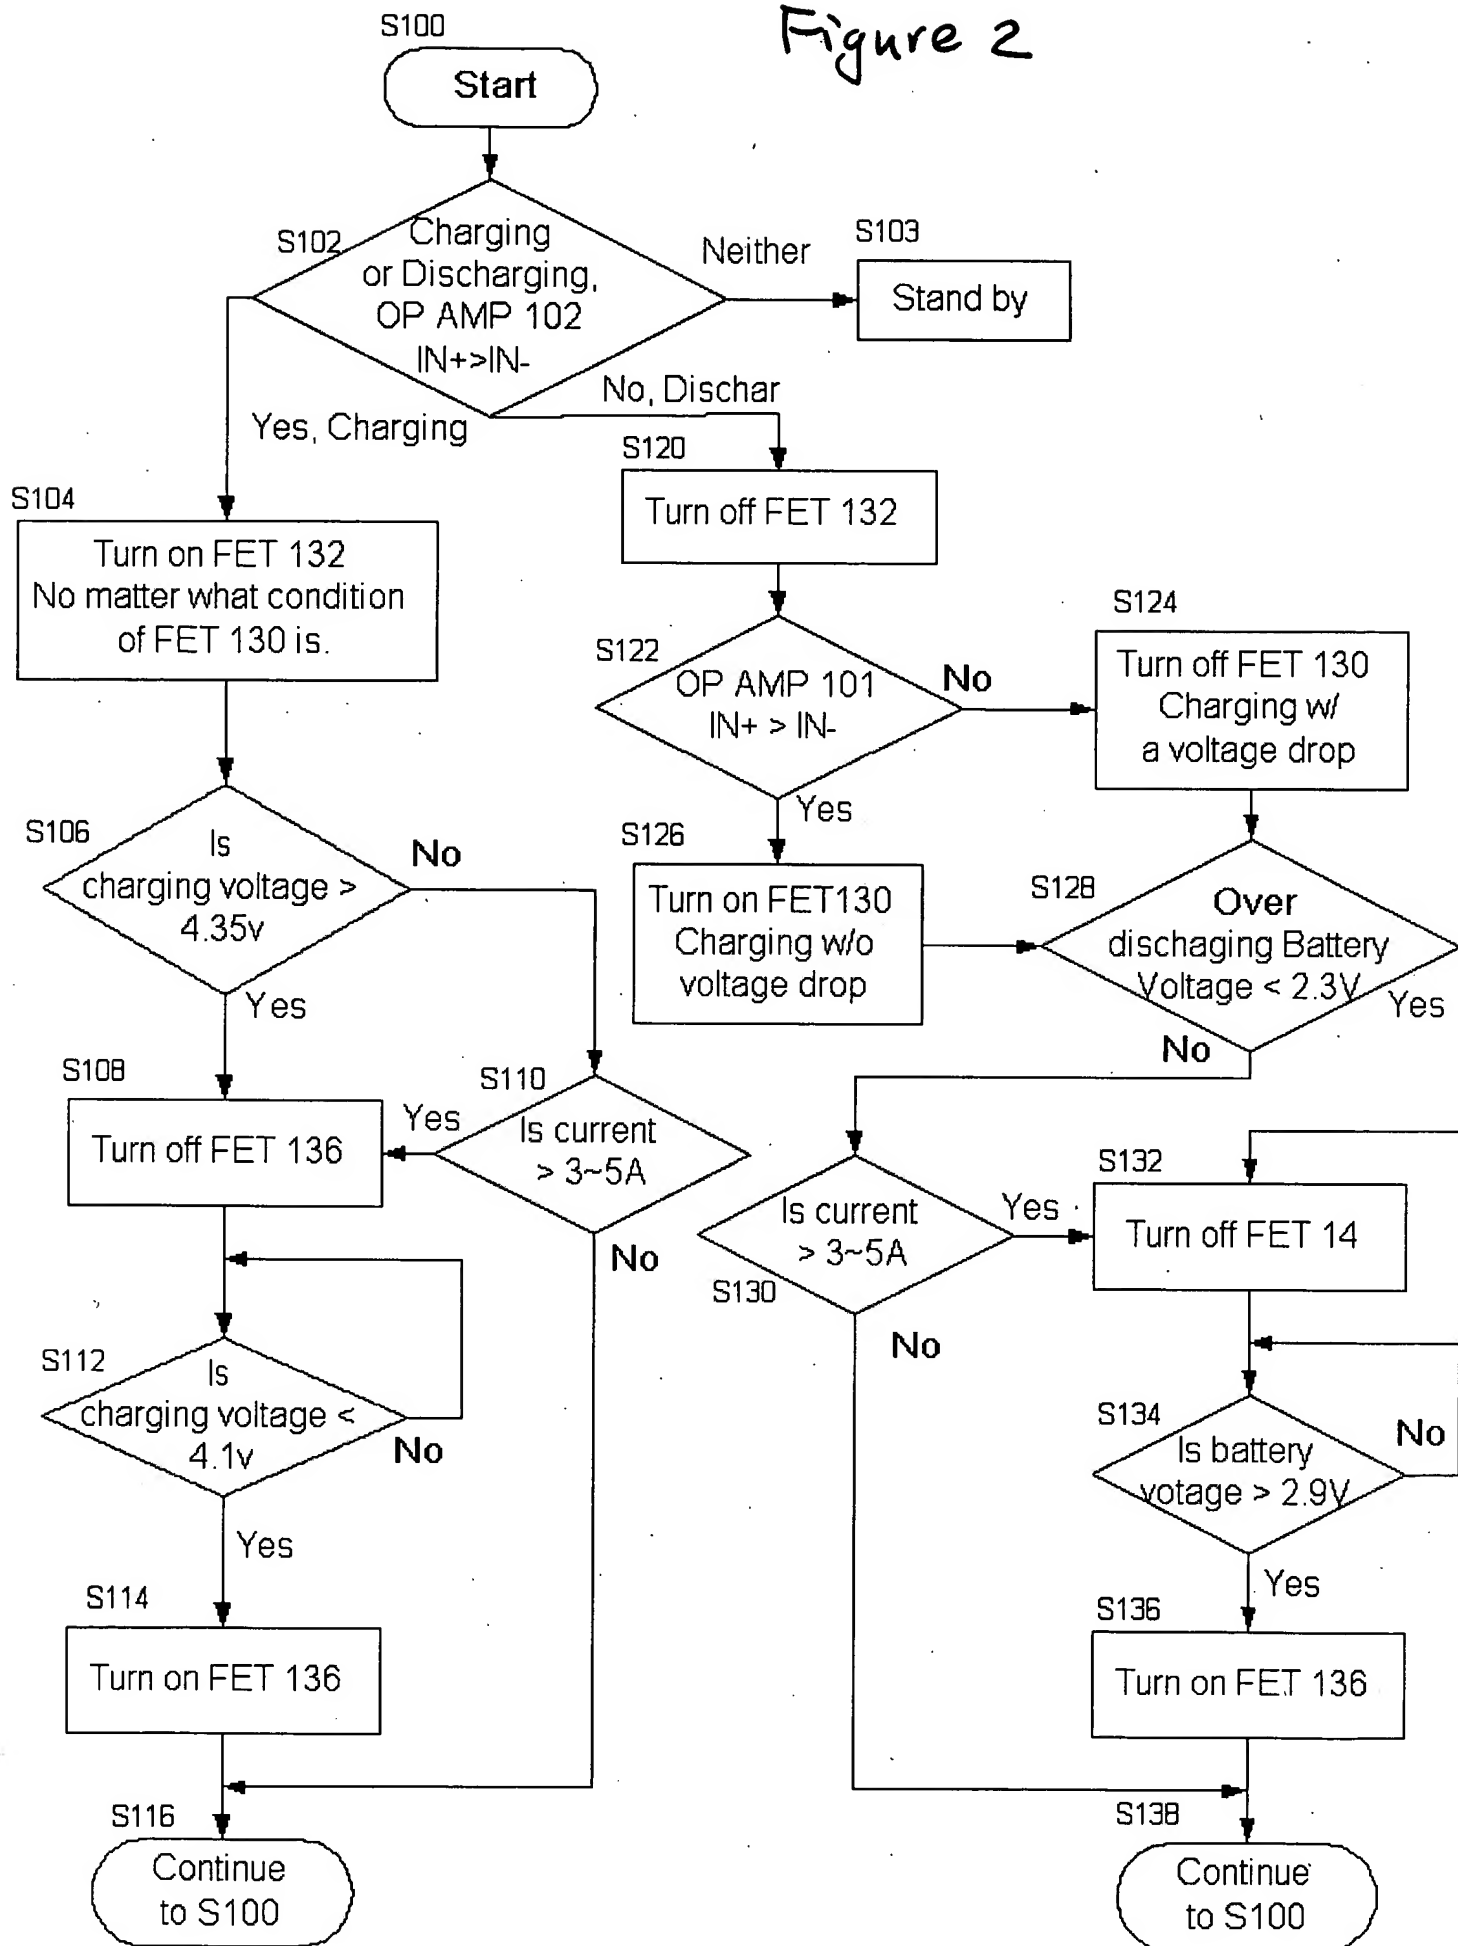 Figure 2
S100
Start
S102
Charging
or Discharging,
OP AMP 102
IN+>IN-
Neither
S103
Stand by
No, Dischar
Yes, Charging
S104
Turn on FET 132
No matter what condition
of FET 130 is.
S120
Turn off FET 132
S122
OP AMP 101
IN+ > IN-
No
S124
Turn off FET 130
Charging w/
a voltage drop
Yes
S126
Turn on FET130
Charging w/o
voltage drop
S128
Over
dischaging Battery
Voltage < 2.3V
Yes
No
S106
Is
charging voltage >
4.35v
No
Yes
S108
Turn off FET 136
S110
Is current
> 3~5A
Yes
No
S112
Is
charging voltage <
4.1v
No
Yes
S114
Turn on FET 136
S116
Continue
to S100
S130
Is current
> 3~5A
Yes
No
S132
Turn off FET 14
S134
Is battery
votage > 2.9V
No
Yes
S136
Turn on FET 136
S138
Continue
to S100